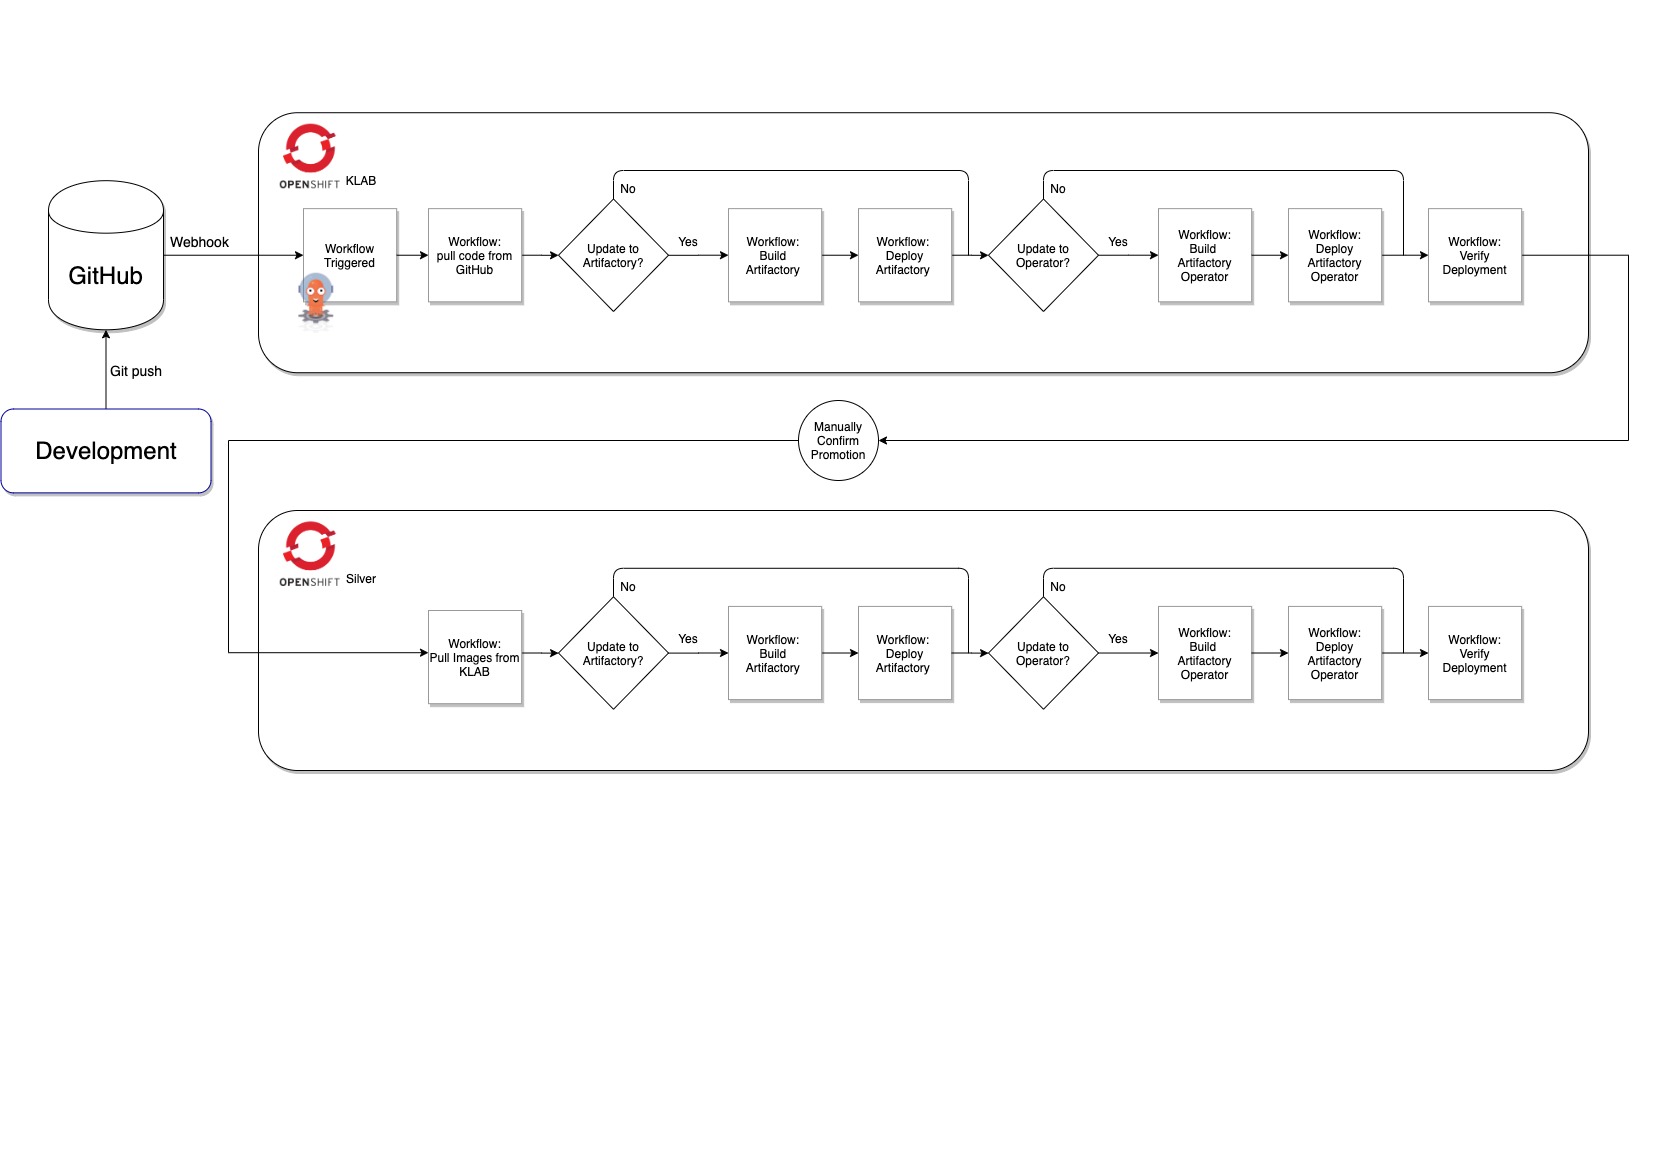 OPENSHIFT KLAB
GitHub
Webhook
Workflow
Triggered
Workflow:
pull code from
GitHub
No
Update to
Artifactory?
Yes
Workflow:
Build
Artifactory
Workflow:
Deploy
Artifactory
No
Update to
Operator?
Yes
Workflow:
Build
Artifactory
Operator
Workflow:
Deploy
Artifactory
Operator
Workflow:
Verify
Deployment
Git push
Development
Manually
Confirm
Promotion
OPENSHIFT Silver
Workflow:
Pull Images from
KLAB
No
Update to
Artifactory?
Yes
Workflow:
Build
Artifactory
Workflow:
Deploy
Artifactory
No
Update to
Operator?
Yes
Workflow:
Build
Artifactory
Operator
Workflow:
Deploy
Artifactory
Operator
Workflow:
Verify
Deployment